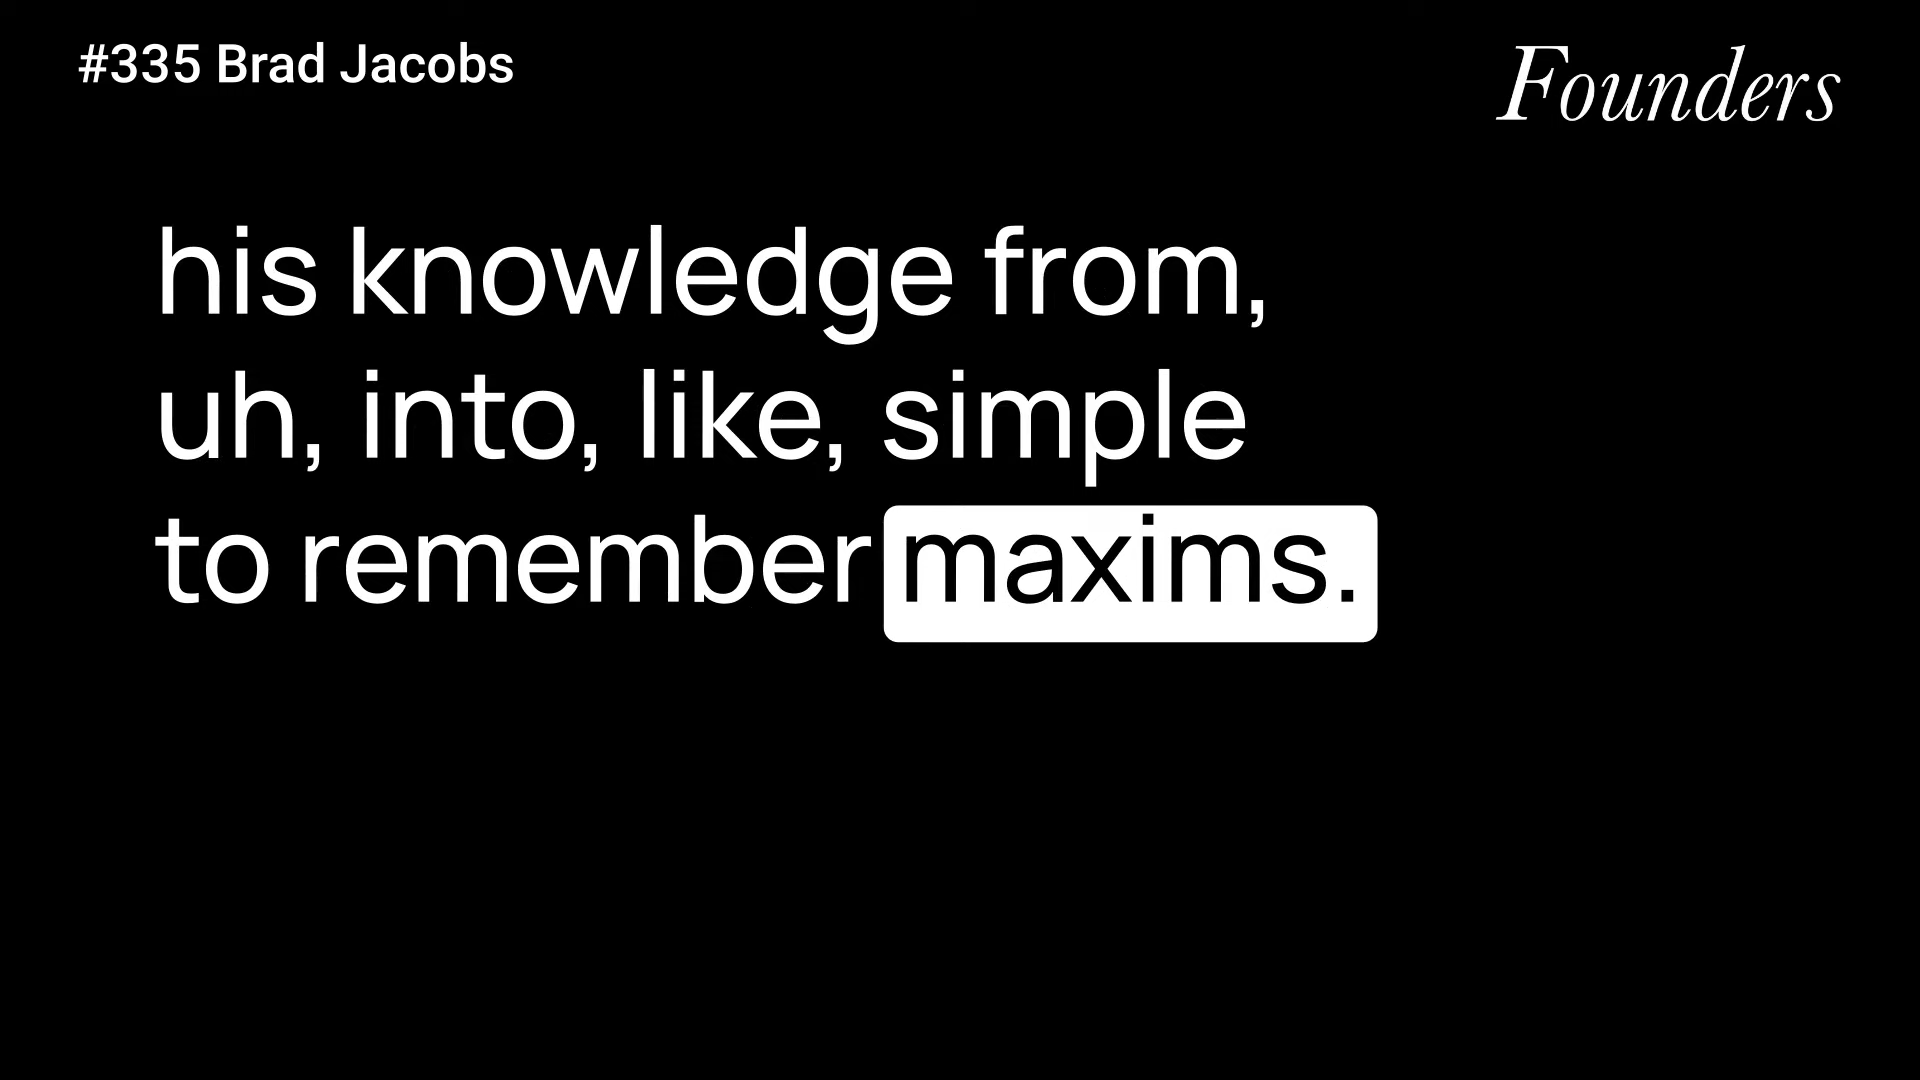 #335 Brad Jacobs
Founders
his knowledge from,
uh, into, like, simple
to remember maxims.